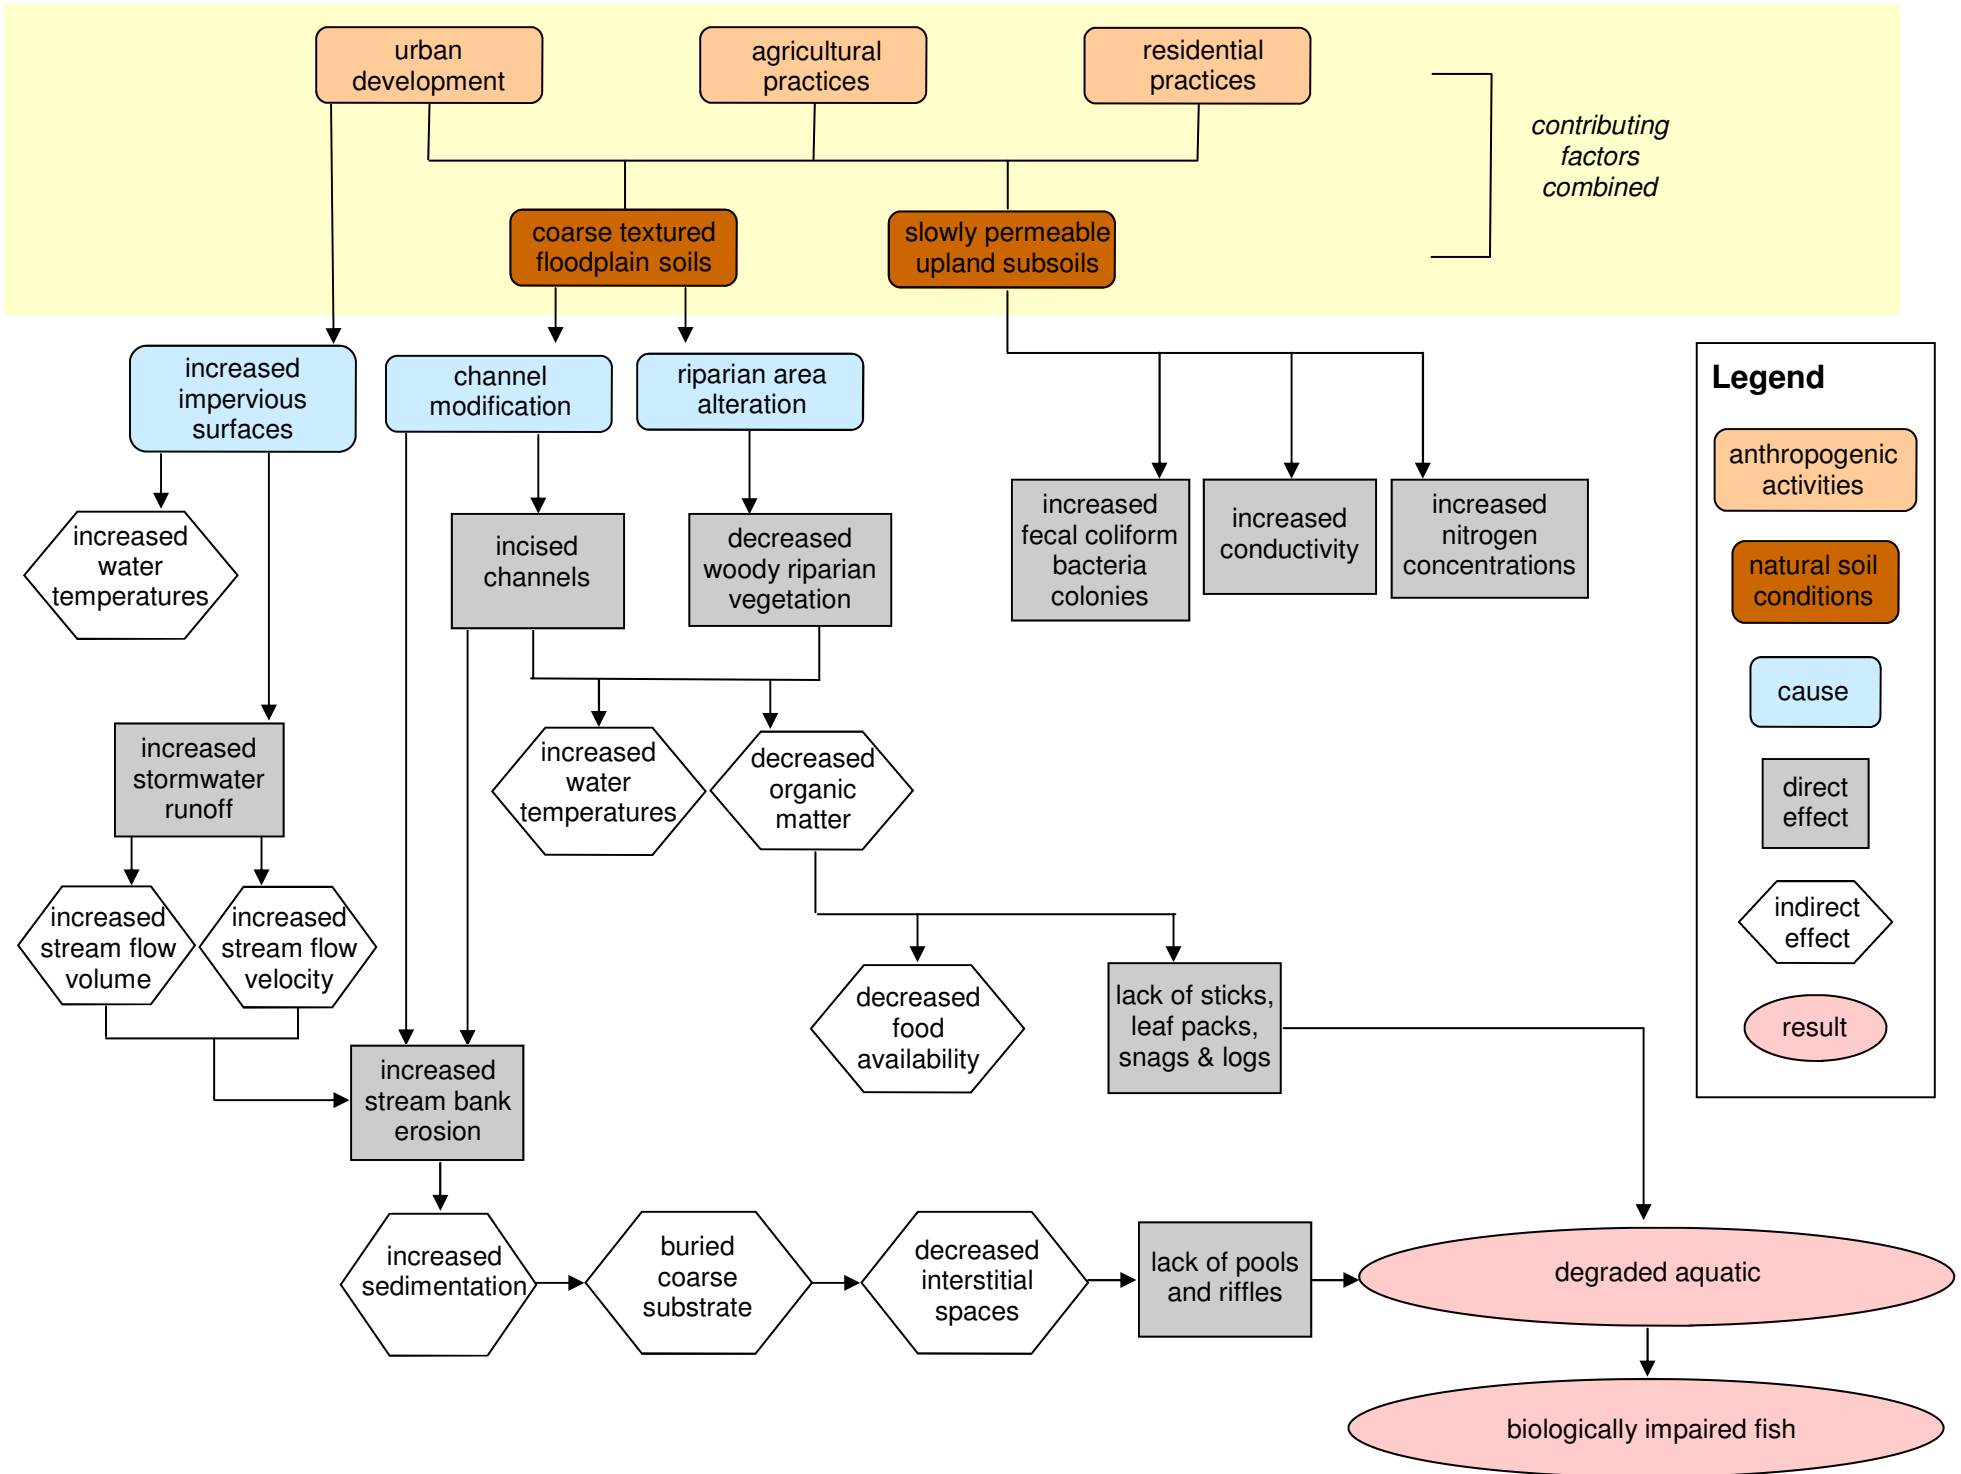 urban
development
agricultural
practices
residential
practices
contributing
factors
combined
coarse textured
floodplain soils
slowly permeable
upland subsoils
increased
impervious
surfaces
channel
modification
riparian area
alteration
Legend
anthropogenic
activities
natural soil
conditions
cause
direct
effect
indirect
effect
result
increased
water
temperatures
incised
channels
decreased
woody riparian
vegetation
increased
fecal coliform
bacteria
colonies
increased
conductivity
increased
nitrogen
concentrations
increased
stormwater
runoff
increased
water
temperatures
decreased
organic
matter
increased
stream flow
volume
increased
stream flow
velocity
decreased
food
availability
lack of sticks,
leaf packs,
snags & logs
increased
stream bank
erosion
increased
sedimentation
buried
coarse
substrate
decreased
interstitial
spaces
lack of pools
and riffles
degraded aquatic
biologically impaired fish